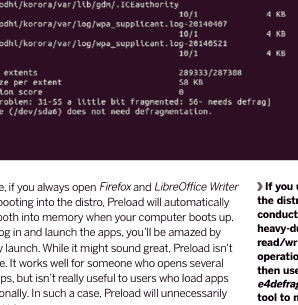 odhi/korora/var/lib/gdm/.ICEauthority
10/1 4 KB
odhi/korora/var/log/wpa_supplicant.log-20140407
10/1 4 KB
odhi/korora/var/log/wpa_supplicant.log-20140521
10/1 4 KB
extents 289333/287308
ze per extent 58 KB
ion score 0
roblem: 31-55 a little bit fragmented: 56- needs defrag]
e (/dev/sda6) does not need defragmentation.
e, if you always open Firefox and LibreOffice Writer
booting into the distro, Preload will automatically
both into memory when your computer boots up.
log in and launch the apps, you'll be amazed by
y launch. While it might sound great, Preload isn't
e. It works well for someone who opens several
ps, but isn't really useful to users who load apps
onally. In such a case, Preload will unnecessarily
If you
the distr
conduct
heavy-du
read/wr
operatio
then use
e4defrag
tool to